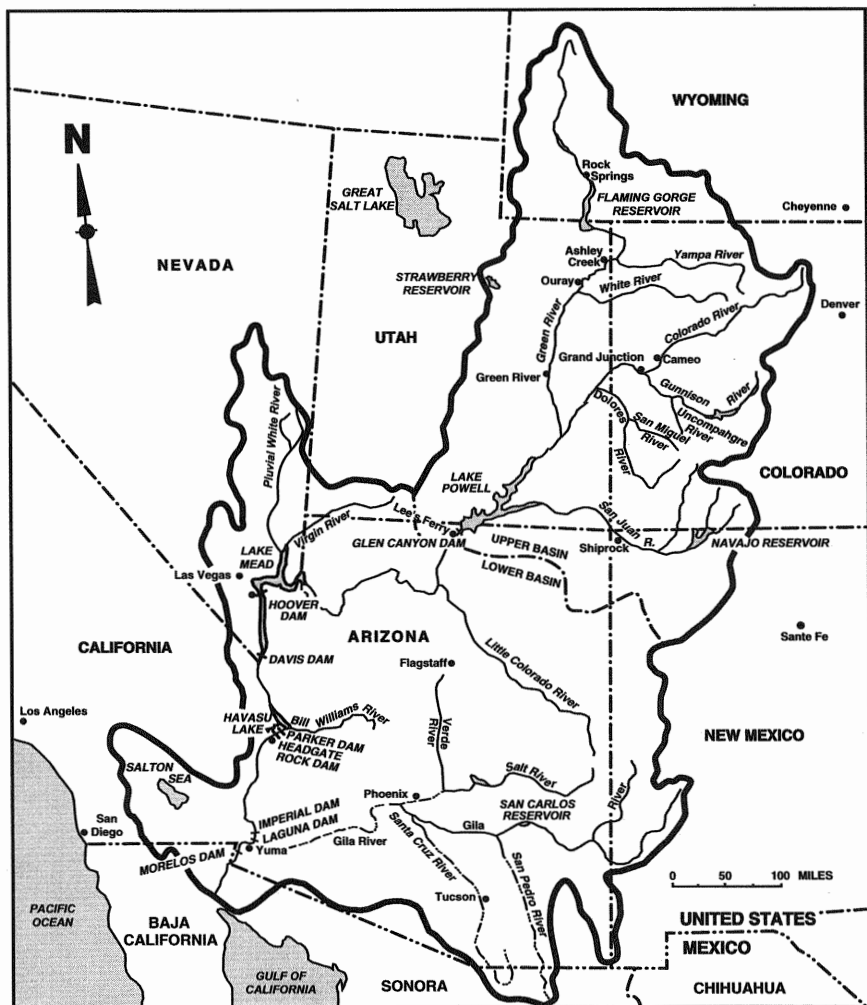 WYOMING
N
Rock
Springs
GREAT
SALT LAKE
FLAMING GORGE
RESERVOIR
Cheyenne
NEVADA
Ashley
Creek
Yampa River
STRAWBERRY
RESERVOIR
Ouray
White River
Denver
UTAH
Green River
Colorado River
Grand Junction
Cameo
Green River
Gunnison
River
Dolores
River
San Miguel
River
Uncompahgre
River
Pluvial White River
LAKE
POWELL
COLORADO
Lee's Ferry
San Juan R.
Virgin River
GLEN CANYON DAM
UPPER BASIN
LOWER BASIN
Shiprock
NAVAJO RESERVOIR
LAKE
MEAD
Las Vegas
HOOVER
DAM
ARIZONA
Sante Fe
CALIFORNIA
DAVIS DAM
Flagstaff
Little Colorado River
Los Angeles
HAVASU
LAKE
Bill Williams River
PARKER DAM
HEADGATE
ROCK DAM
Verde
River
NEW MEXICO
SALTON
SEA
Phoenix
Salt River
SAN CARLOS
RESERVOIR
River
San
Diego
IMPERIAL DAM
LAGUNA DAM
Gila River
Gila
MORELOS DAM
Yuma
Santa Cruz River
San Pedro River
0 50 100 MILES
Tucson
PACIFIC
OCEAN
BAJA
CALIFORNIA
UNITED STATES
MEXICO
GULF OF
CALIFORNIA
SONORA
CHIHUAHUA